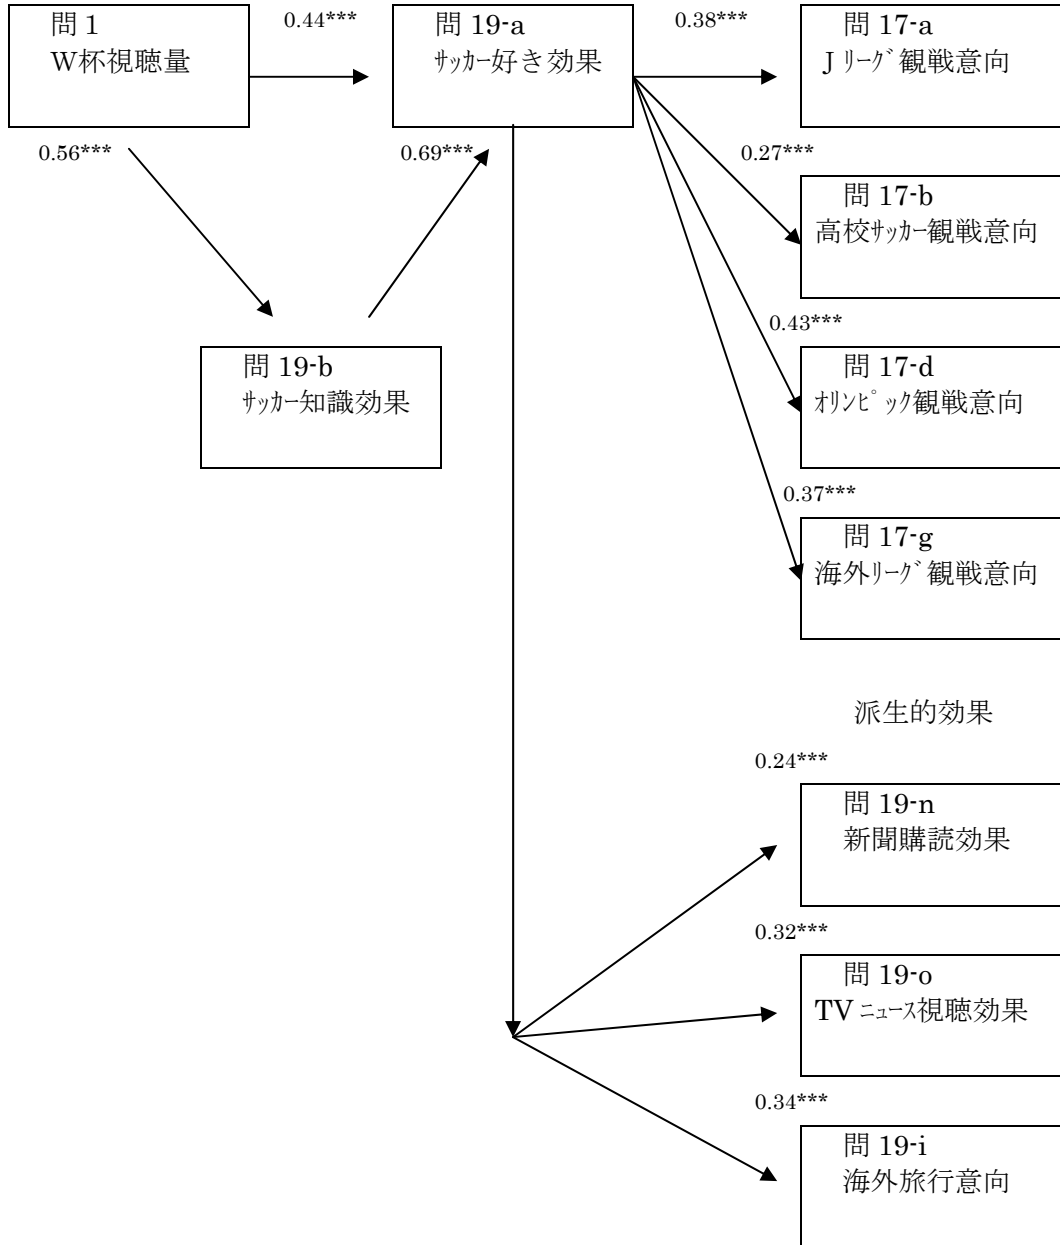 問 1
W杯視聴量
0.44***
問 19-a
ｻｯｶｰ好き効果
0.38***
問 17-a
J ﾘｰｸﾞ観戦意向
0.56***
0.69***
0.27***
問 17-b
高校ｻｯｶｰ観戦意向
0.43***
問 19-b
ｻｯｶｰ知識効果
問 17-d
ｵﾘﾝﾋﾟｯｸ観戦意向
0.37***
問 17-g
海外ﾘｰｸﾞ観戦意向
派生的効果
0.24***
問 19-n
新聞購読効果
0.32***
問 19-o
TV ﾆｭｰｽ視聴効果
0.34***
問 19-i
海外旅行意向